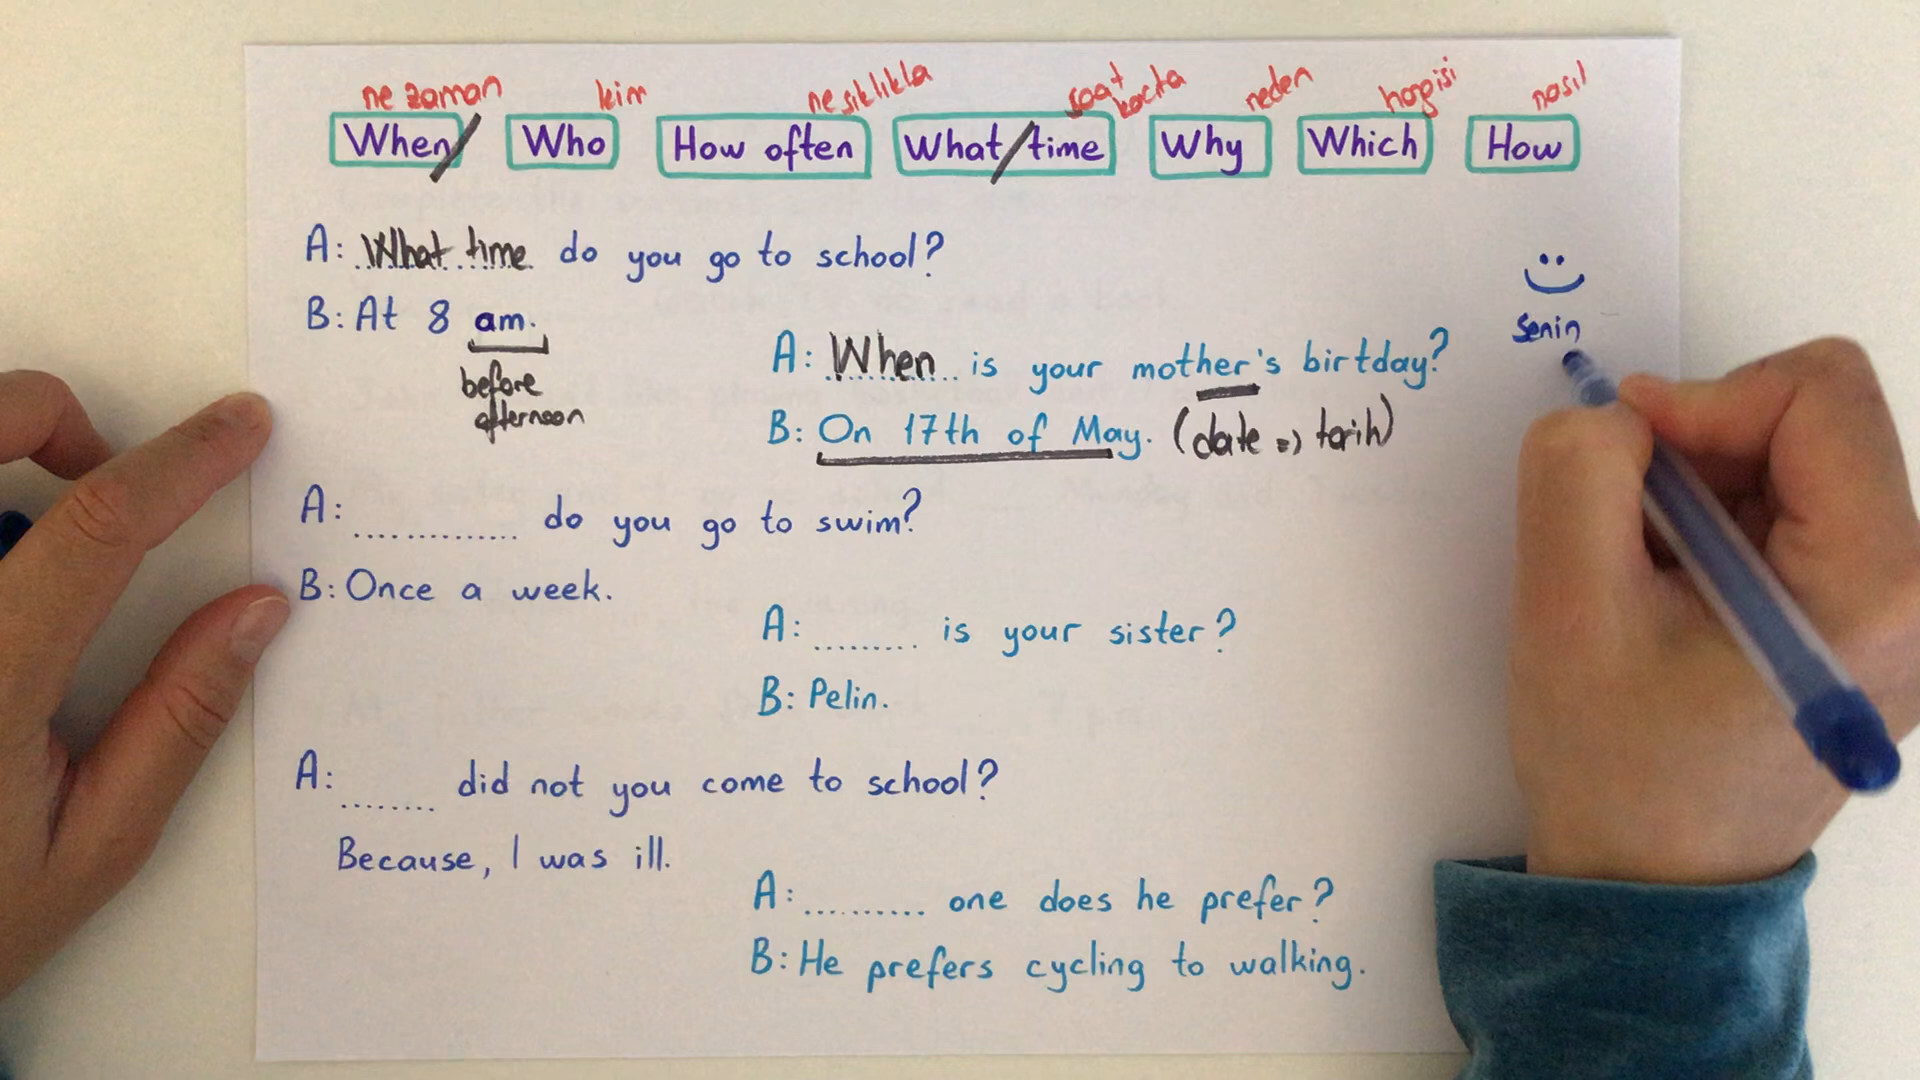 ne zaman kim ne sıklıkla saat kaçta neden hangisi nasıl
When Who How often What time Why Which How
A: What time do you go to school?
B: At 8 am.
before
afternoon
A: When is your mother's birtday?
B: On 17th of May. (date => tarih)
senin
A: .............. do you go to swim?
B: Once a week.
A: ......... is your sister?
B: Pelin.
A: ........ did not you come to school?
Because, I was ill.
A: .......... one does he prefer?
B: He prefers cycling to walking.